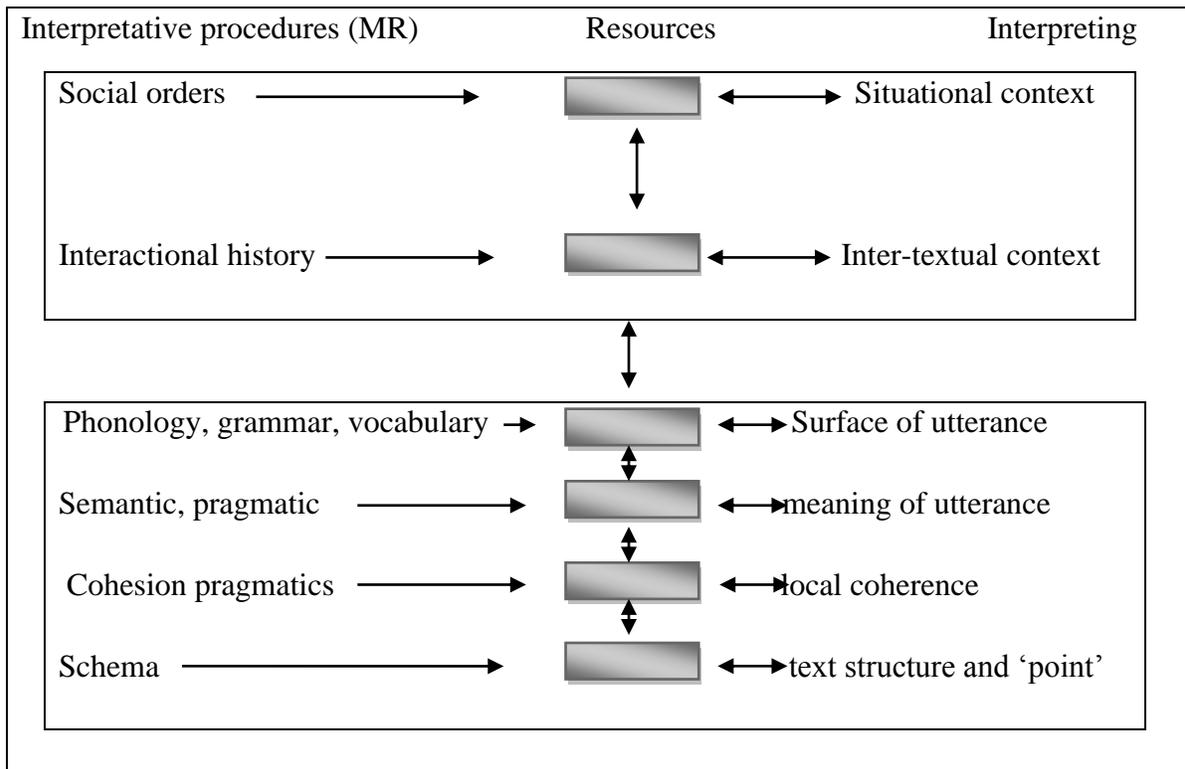 Interpretative procedures (MR) Resources Interpreting
Social orders Situational context
Interactional history Inter-textual context
Phonology, grammar, vocabulary Surface of utterance
Semantic, pragmatic meaning of utterance
Cohesion pragmatics local coherence
Schema text structure and ‘point’